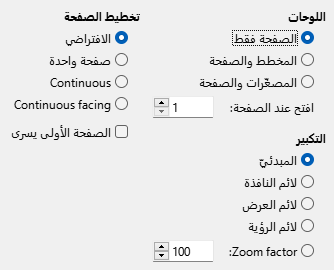 اللوحات
الصفحة فقط
المخطط والصفحة
المصغّرات والصفحة
افتح عند الصفحة: 1
التكبير
المبدئيّ
لائم النافذة
لائم العرض
لائم الرؤية
Zoom factor: 100
تخطيط الصفحة
الافتراضي
صفحة واحدة
Continuous
Continuous facing
الصفحة الأولى يسرى